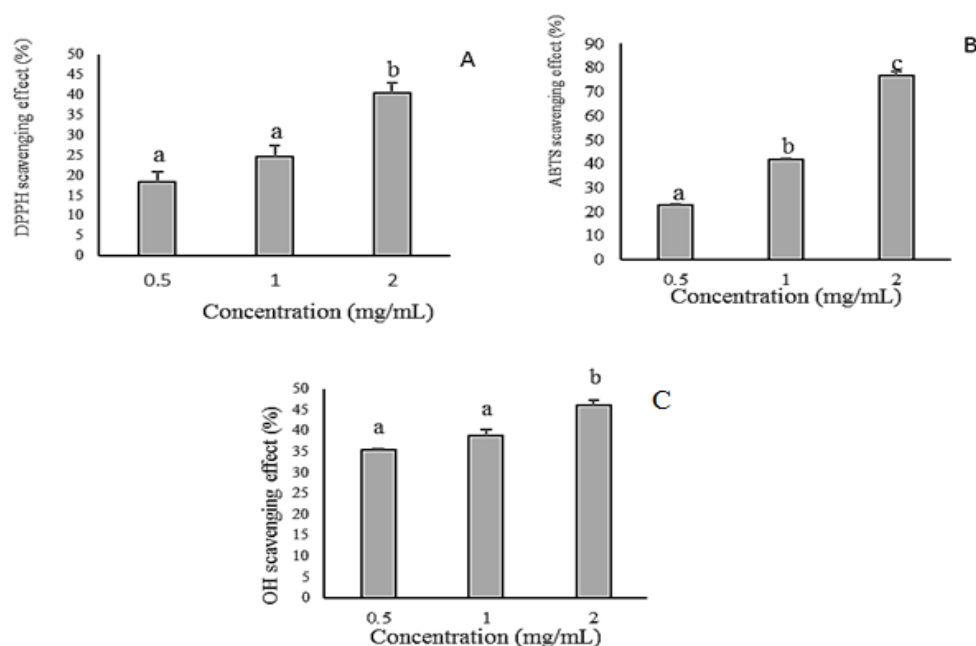 A
DPPH scavenging effect (%)
50
45
40
35
30
25
20
15
10
5
0
a
a
b
0.5 1 2
Concentration (mg/mL)
B
ABTS scavenging effect (%)
90
80
70
60
50
40
30
20
10
0
a
b
c
0.5 1 2
Concentration (mg/mL)
C
OH scavenging effect (%)
50
45
40
35
30
25
20
15
10
5
0
a
a
b
0.5 1 2
Concentration (mg/mL)